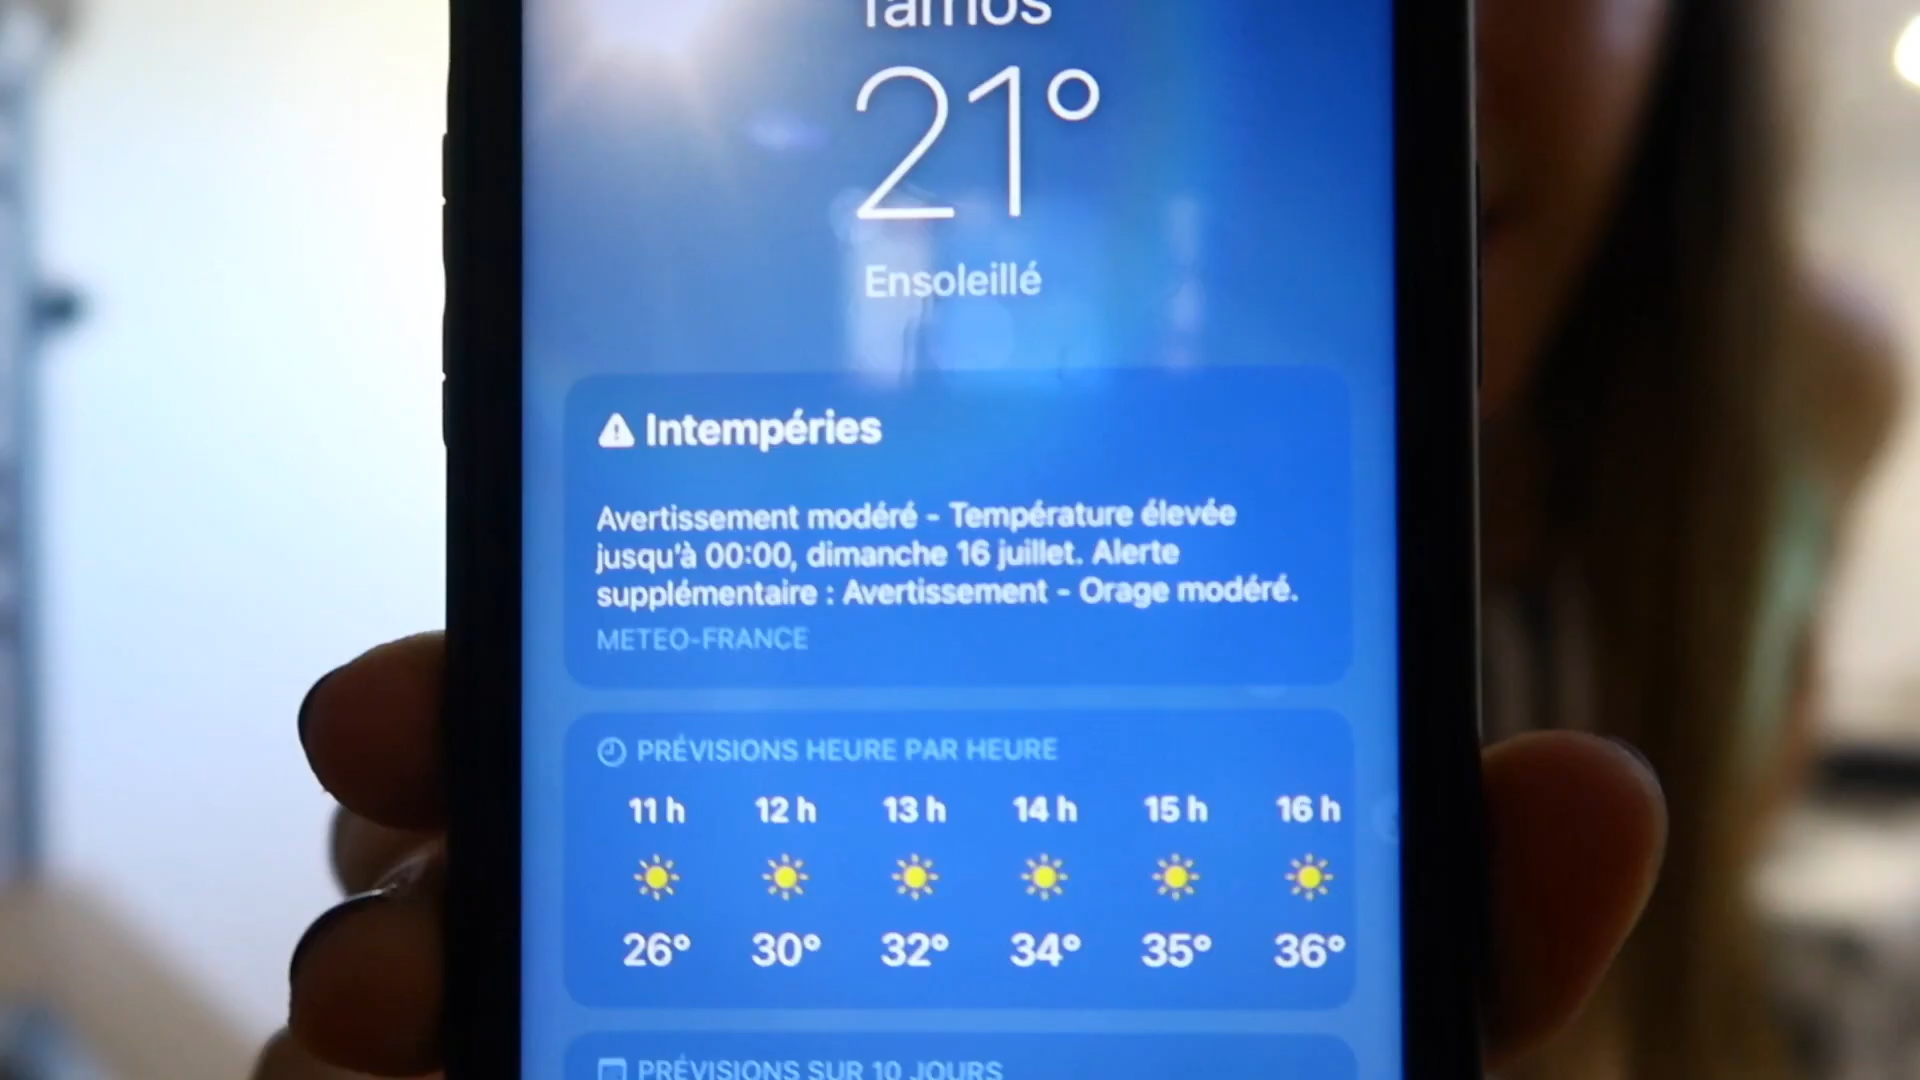 21°
Ensoleillé
Intempéries
Avertissement modéré - Température élevée
jusqu'à 00:00, dimanche 16 juillet. Alerte
supplémentaire : Avertissement - Orage modéré.
METEO-FRANCE
PRÉVISIONS HEURE PAR HEURE
11 h 12 h 13 h 14 h 15 h 16 h
26° 30° 32° 34° 35° 36°
PRÉVISIONS SUR 10 JOURS